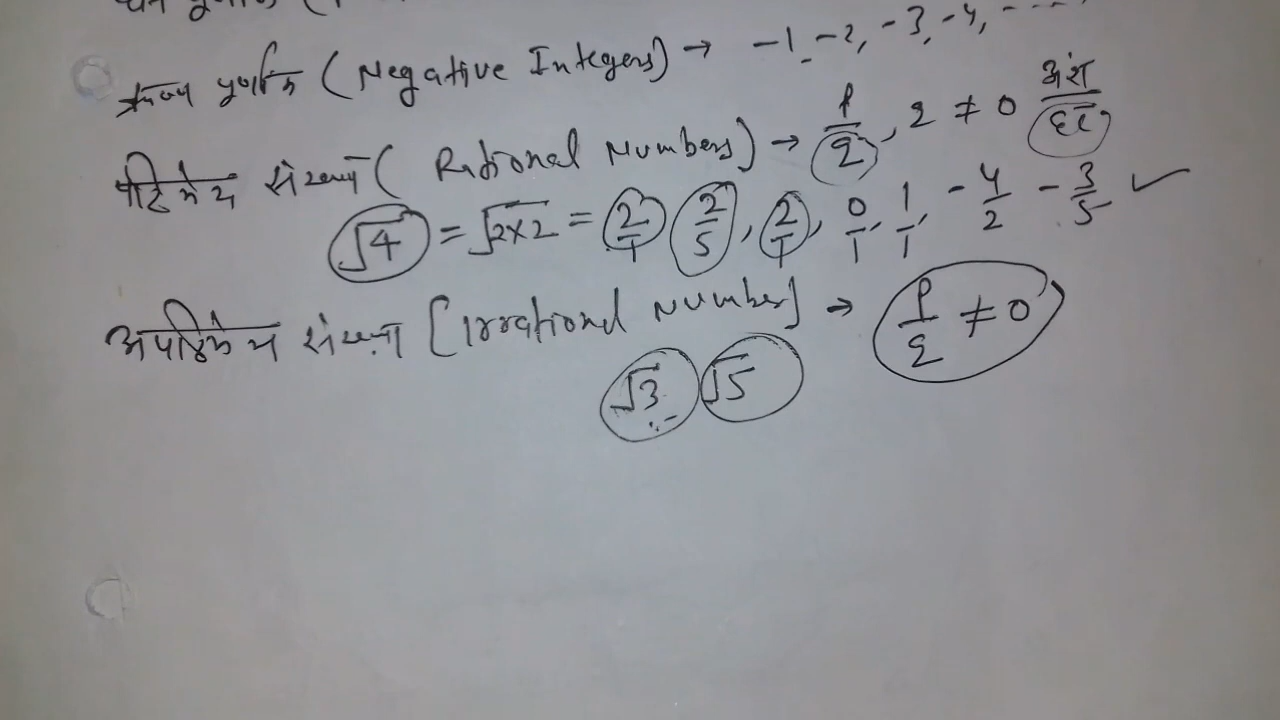 पूर्णांक (Negative Integers) → -1, -2, -3, -4, - - - -
परिमेय संख्या (Rational Numbers) → p/q, q ≠ 0 अंश/हर
√4 = √2×2 = 2/1 2/5, 2/1, 0/1, 1/1, -4/2 -3/5 ✓
अपरिमेय संख्या [Irrational Number] → p/q ≠ 0
√3 √5